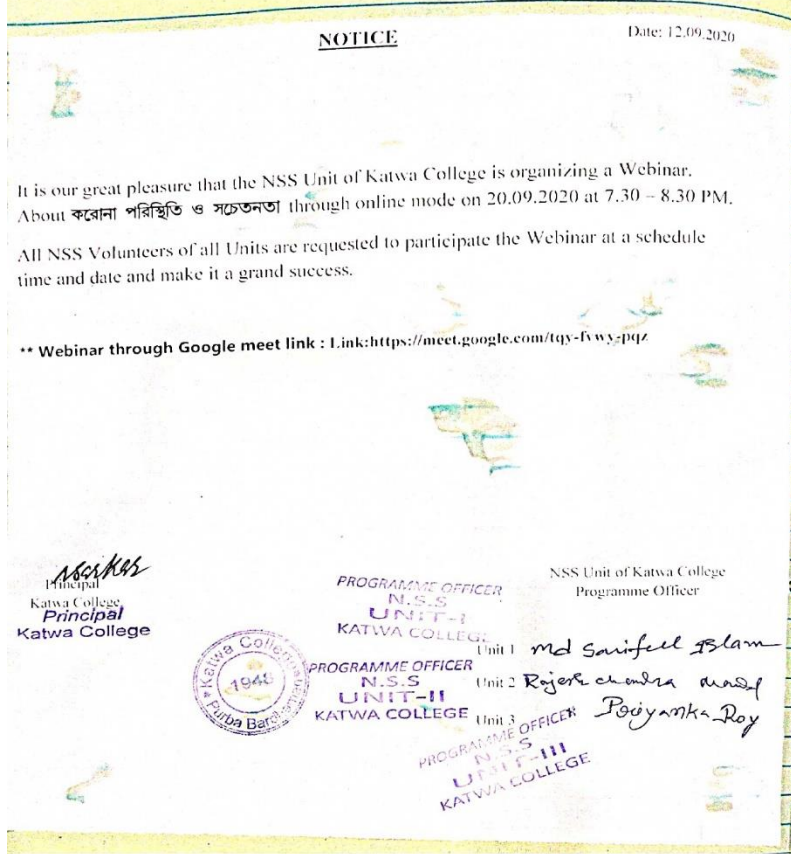 NOTICE
Date: 12.09.2020
It is our great pleasure that the NSS Unit of Katwa College is organizing a Webinar.
About করোনা পরিস্থিতি ও সচেতনতা through online mode on 20.09.2020 at 7.30 – 8.30 PM.
All NSS Volunteers of all Units are requested to participate the Webinar at a schedule
time and date and make it a grand success.
** Webinar through Google meet link : Link:https://meet.google.com/tqy-fvwy-pqz
Principal
Katwa College
Principal
Katwa College
Katwa College
1948
Purba
PROGRAMME OFFICER
N.S.S
UNIT-I
KATWA COLLEGE
PROGRAMME OFFICER
N.S.S
UNIT-II
KATWA COLLEGE
PROGRAMME OFFICER
N.S.S
UNIT-III
KATWA COLLEGE
NSS Unit of Katwa College
Programme Officer
Unit 1 Md Sarifull Islam
Unit 2 Rajesh chandra
Unit 3 Priyanka Roy